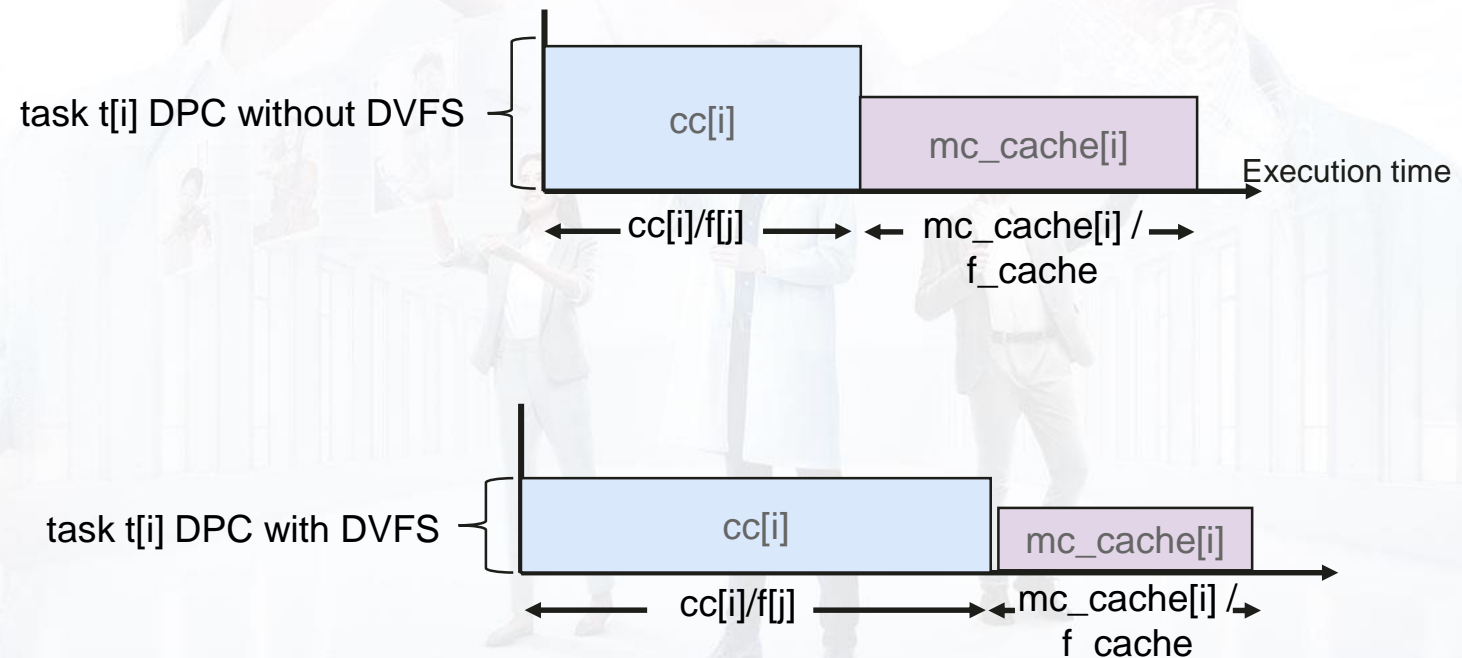 task t[i] DPC without DVFS
cc[i]
mc_cache[i]
Execution time
cc[i]/f[j]
mc_cache[i] /
f_cache
task t[i] DPC with DVFS
cc[i]
mc_cache[i]
cc[i]/f[j]
mc_cache[i] /
f_cache